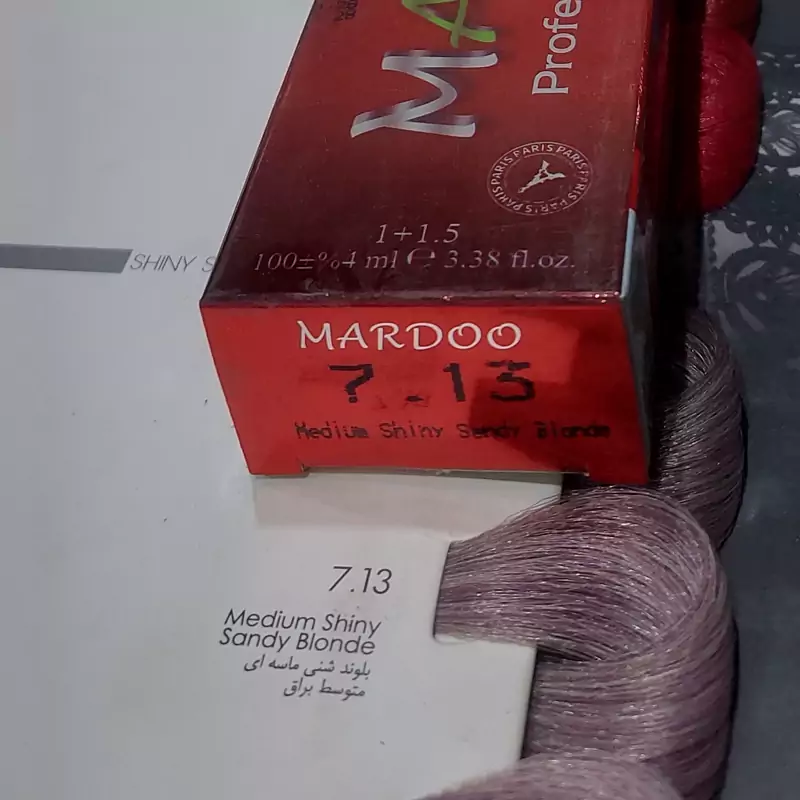 MA
Profe
PARIS PARIS PARIS PARIS PARIS
1+1.5
100±%4 ml ℮ 3.38 fl.oz.
SHINY S
MARDOO
7.13
Medium Shiny Sandy Blonde
7.13
Medium Shiny
Sandy Blonde
بلوند شنی ماسه ای
متوسط براق